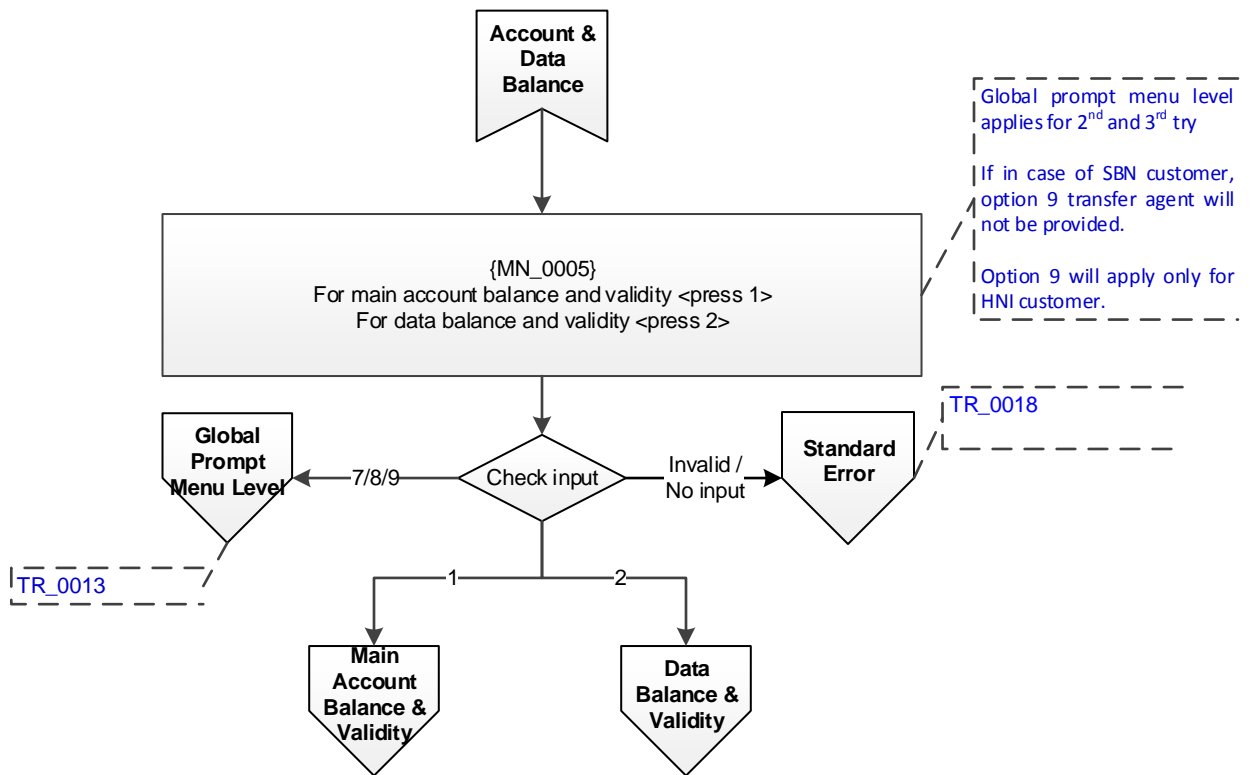 Account &
Data
Balance
Global prompt menu level
applies for 2nd and 3rd try
If in case of SBN customer,
option 9 transfer agent will
not be provided.
Option 9 will apply only for
HNI customer.
{MN_0005}
For main account balance and validity <press 1>
For data balance and validity <press 2>
TR_0018
Global
Prompt
Menu Level
7/8/9
Check input
Invalid /
No input
Standard
Error
TR_0013
1
2
Main
Account
Balance &
Validity
Data
Balance &
Validity